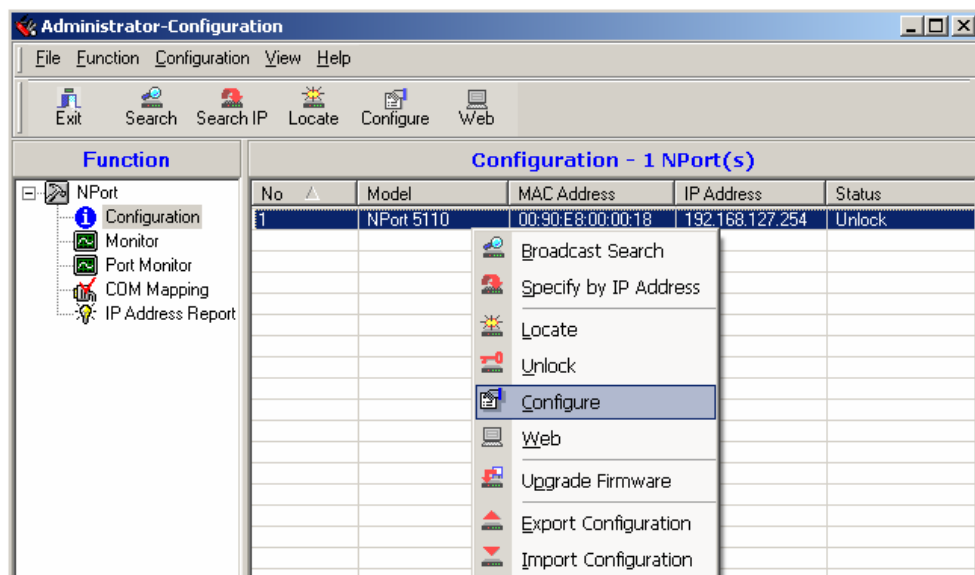 Administrator-Configuration
File Function Configuration View Help
Exit Search Search IP Locate Configure Web
Function
Configuration - 1 NPort(s)
NPort
Configuration
Monitor
Port Monitor
COM Mapping
IP Address Report
No Model MAC Address IP Address Status
1 NPort 5110 00:90:E8:00:00:18 192.168.127.254 Unlock
Broadcast Search
Specify by IP Address
Locate
Unlock
Configure
Web
Upgrade Firmware
Export Configuration
Import Configuration